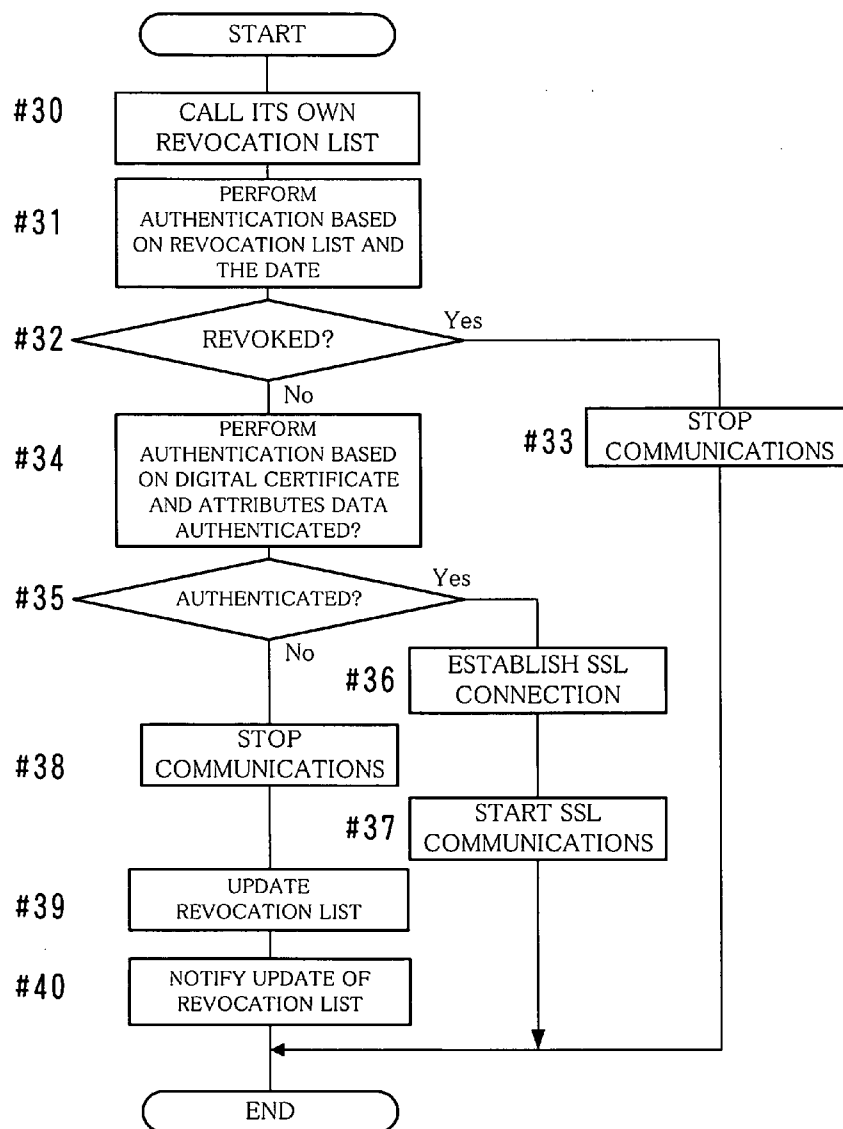 START
#30
CALL ITS OWN
REVOCATION LIST
#31
PERFORM
AUTHENTICATION BASED
ON REVOCATION LIST AND
THE DATE
#32
REVOKED?
Yes
No
#33
STOP
COMMUNICATIONS
#34
PERFORM
AUTHENTICATION BASED
ON DIGITAL CERTIFICATE
AND ATTRIBUTES DATA
AUTHENTICATED?
#35
AUTHENTICATED?
Yes
No
#36
ESTABLISH SSL
CONNECTION
#38
STOP
COMMUNICATIONS
#37
START SSL
COMMUNICATIONS
#39
UPDATE
REVOCATION LIST
#40
NOTIFY UPDATE OF
REVOCATION LIST
END